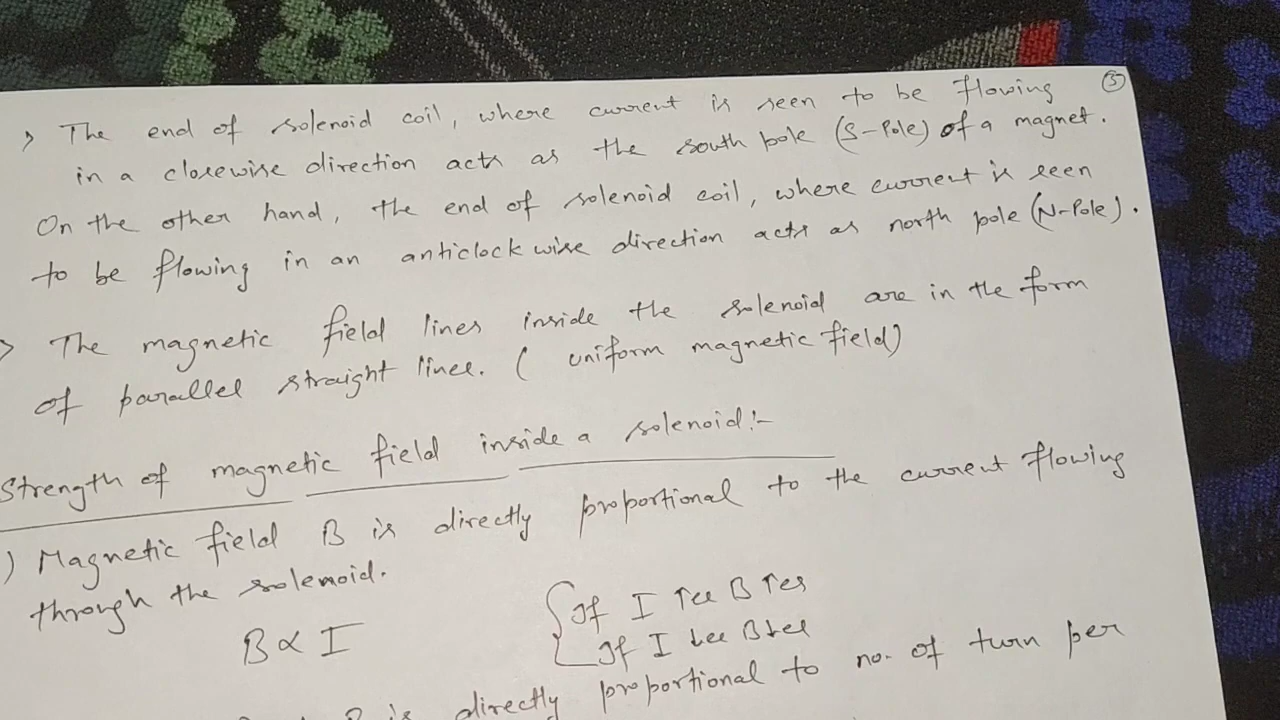 ⑤
> The end of solenoid coil, where current is seen to be flowing
in a closewise direction acts as the south pole (S-Pole) of a magnet.
On the other hand, the end of solenoid coil, where current is seen
to be flowing in an anticlockwise direction acts as north pole (N-Pole).
> The magnetic field lines inside the solenoid are in the form
of parallel straight lines. ( uniform magnetic field)
Strength of magnetic field inside a solenoid:-
) Magnetic field B is directly proportional to the current flowing
through the solenoid.
B ∝ I
{ If I ↑es B ↑es
If I ↓es B ↓es
B is directly proportional to no. of turn per